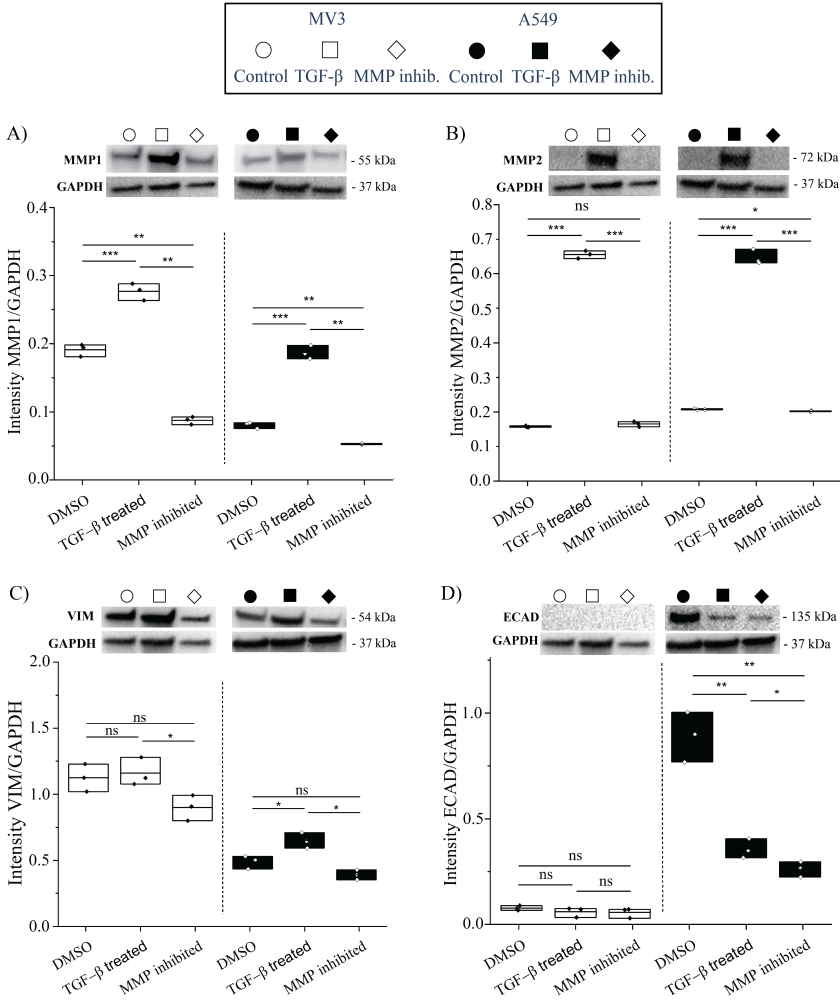 MV3 A549
Control TGF-β MMP inhib. Control TGF-β MMP inhib.
A)
MMP1 - 55 kDa
GAPDH - 37 kDa
Intensity MMP1/GAPDH
0.4
0.3
0.2
0.1
0.0
** *** **
** *** **
DMSO TGF–β treated MMP inhibited DMSO TGF–β treated MMP inhibited
B)
MMP2 - 72 kDa
GAPDH - 37 kDa
Intensity MMP2/GAPDH
0.8
0.7
0.6
0.5
0.4
0.3
0.2
0.1
0.0
ns *** ***
* *** ***
DMSO TGF–β treated MMP inhibited DMSO TGF–β treated MMP inhibited
C)
VIM - 54 kDa
GAPDH - 37 kDa
Intensity VIM/GAPDH
2.0
1.5
1.0
0.5
0.0
ns ns *
ns * *
DMSO TGF–β treated MMP inhibited DMSO TGF–β treated MMP inhibited
D)
ECAD - 135 kDa
GAPDH - 37 kDa
Intensity ECAD/GAPDH
1.0
0.5
0.0
ns ns ns
** ** *
DMSO TGF–β treated MMP inhibited DMSO TGF–β treated MMP inhibited